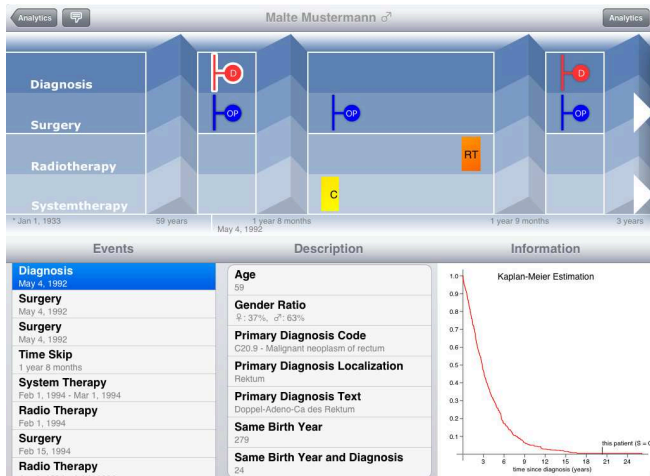 Analytics
Malte Mustermann ♂
Analytics
Diagnosis
D
D
Surgery
OP
OP
OP
Radiotherapy
RT
Systemtherapy
C
* Jan 1, 1933
59 years
May 4, 1992
1 year 8 months
1 year 9 months
3 years
Events
Description
Information
Diagnosis
May 4, 1992
Surgery
May 4, 1992
Surgery
May 4, 1992
Time Skip
1 year 8 months
System Therapy
Feb 1, 1994 - Mar 1, 1994
Radio Therapy
Feb 1, 1994
Surgery
Feb 15, 1994
Radio Therapy
Age
59
Gender Ratio
♀: 37%, ♂: 63%
Primary Diagnosis Code
C20.9 - Malignant neoplasm of rectum
Primary Diagnosis Localization
Rektum
Primary Diagnosis Text
Doppel-Adeno-Ca des Rektum
Same Birth Year
279
Same Birth Year and Diagnosis
24
Kaplan-Meier Estimation
1.0
0.9
0.8
0.7
0.6
0.5
0.4
0.3
0.2
0.1
this patient (S =
3 6 9 12 15 18 21 24
time since diagnosis (years)